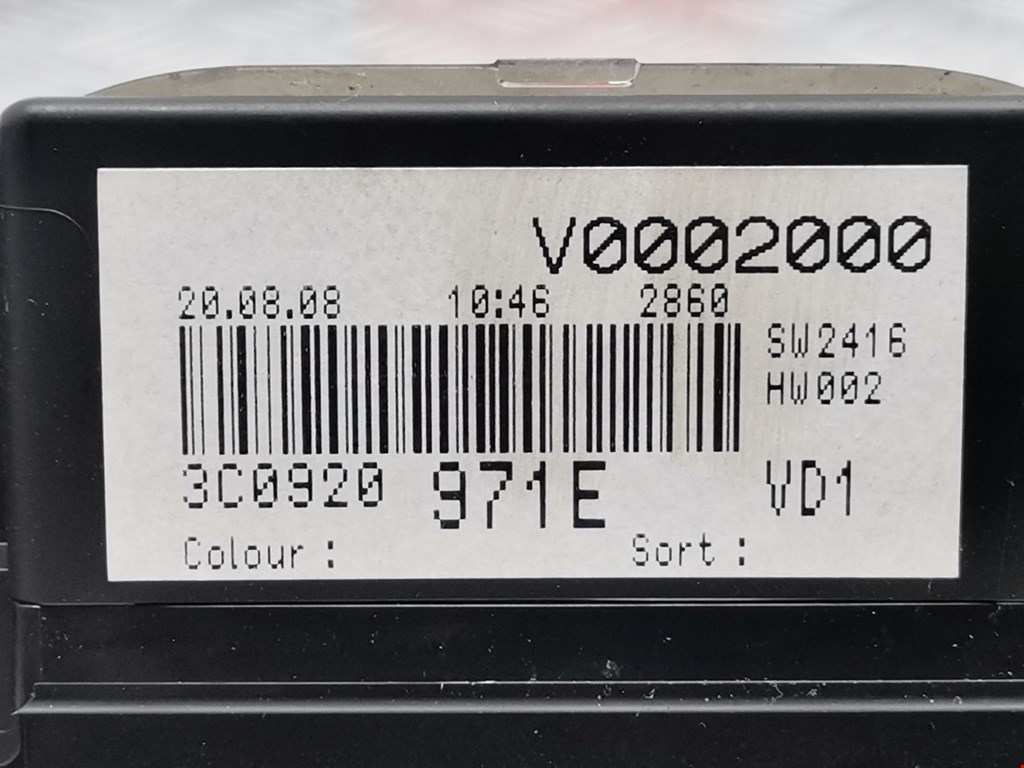 V0002000
20.08.08 10:46 2860
SW2416
HW002
3C0920 971E VD1
Colour : Sort :